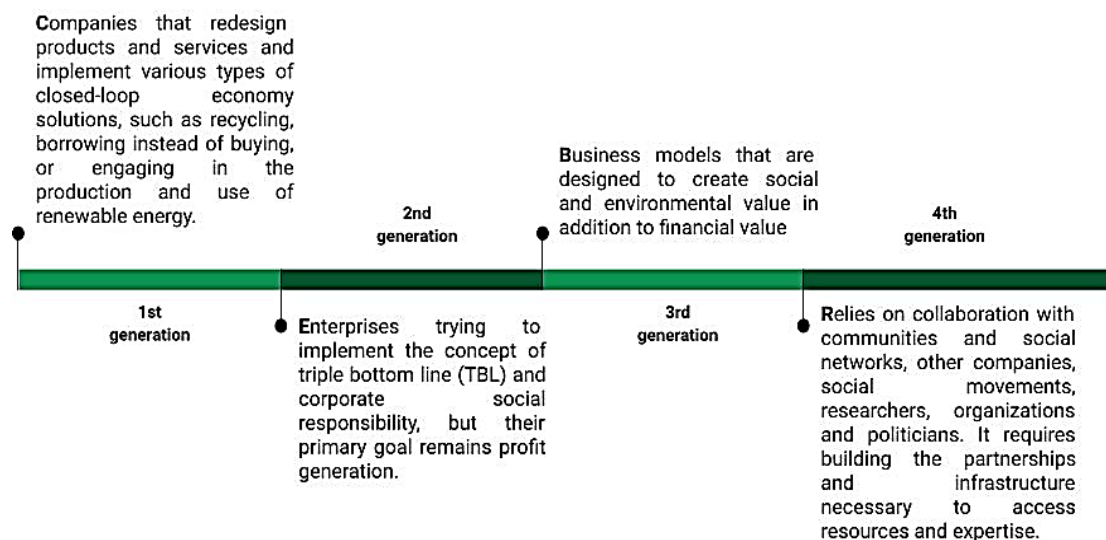 Companies that redesign
products and services and
implement various types of
closed-loop economy
solutions, such as recycling,
borrowing instead of buying,
or engaging in the
production and use of
renewable energy.
1st
generation
2nd
generation
Enterprises trying to
implement the concept of
triple bottom line (TBL) and
corporate social
responsibility, but their
primary goal remains profit
generation.
Business models that are
designed to create social
and environmental value in
addition to financial value
3rd
generation
4th
generation
Relies on collaboration with
communities and social
networks, other companies,
social movements,
researchers, organizations
and politicians. It requires
building the partnerships
and infrastructure
necessary to access
resources and expertise.